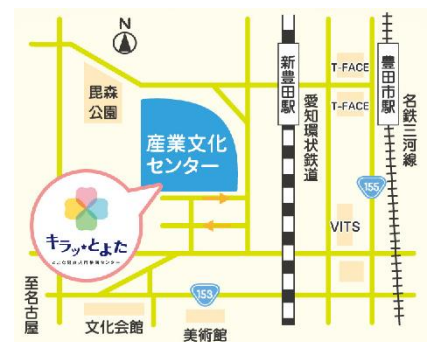 N
毘森
公園
産業文化
センター
新豊田駅
愛知環状鉄道
T-FACE
T-FACE
豊田市駅
名鉄三河線
155
VITS
キラッ★とよた
至名古屋
153
文化会館
美術館